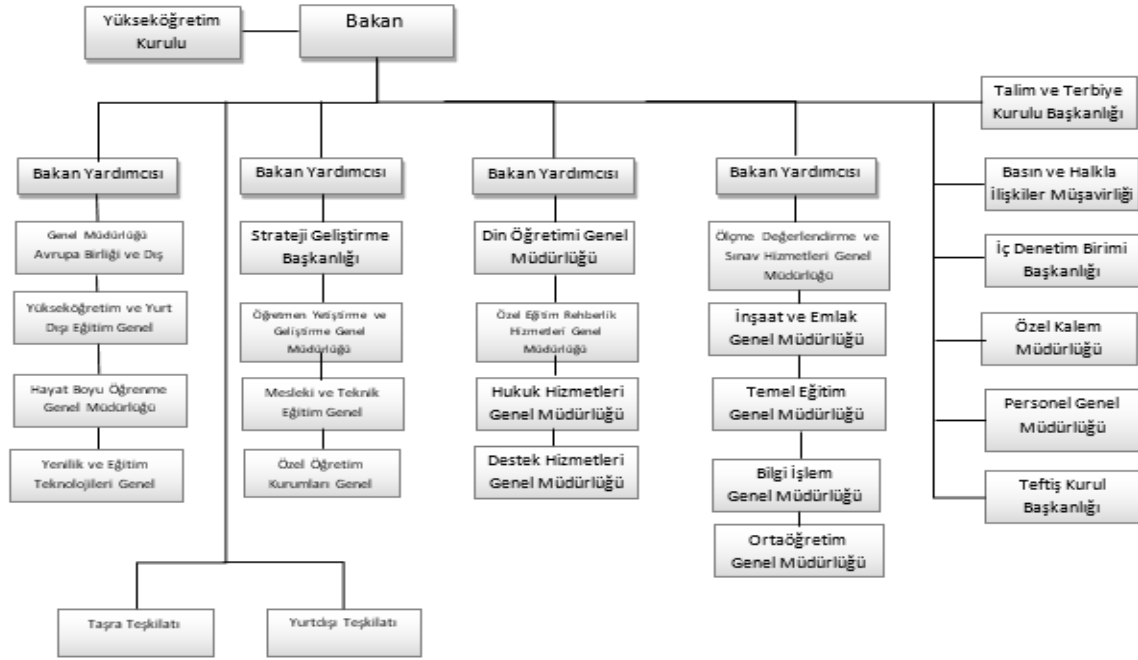 Yükseköğretim
Kurulu
Bakan
Talim ve Terbiye
Kurulu Başkanlığı
Bakan Yardımcısı
Bakan Yardımcısı
Bakan Yardımcısı
Bakan Yardımcısı
Basın ve Halkla
İlişkiler Müşavirliği
Genel Müdürlüğü
Avrupa Birliği ve Dış
Strateji Geliştirme
Başkanlığı
Din Öğretimi Genel
Müdürlüğü
Ölçme Değerlendirme ve
Sınav Hizmetleri Genel
Müdürlüğü
İç Denetim Birimi
Başkanlığı
Yükseköğretim ve Yurt
Dışı Eğitim Genel
Öğretmen Yetiştirme ve
Geliştirme Genel
Müdürlüğü
Özel Eğitim Rehberlik
Hizmetleri Genel
Müdürlüğü
İnşaat ve Emlak
Genel Müdürlüğü
Özel Kalem
Müdürlüğü
Hayat Boyu Öğrenme
Genel Müdürlüğü
Mesleki ve Teknik
Eğitim Genel
Hukuk Hizmetleri
Genel Müdürlüğü
Temel Eğitim
Genel Müdürlüğü
Personel Genel
Müdürlüğü
Yenilik ve Eğitim
Teknolojileri Genel
Özel Öğretim
Kurumları Genel
Destek Hizmetleri
Genel Müdürlüğü
Bilgi İşlem
Genel Müdürlüğü
Teftiş Kurul
Başkanlığı
Ortaöğretim
Genel Müdürlüğü
Taşra Teşkilatı
Yurtdışı Teşkilatı